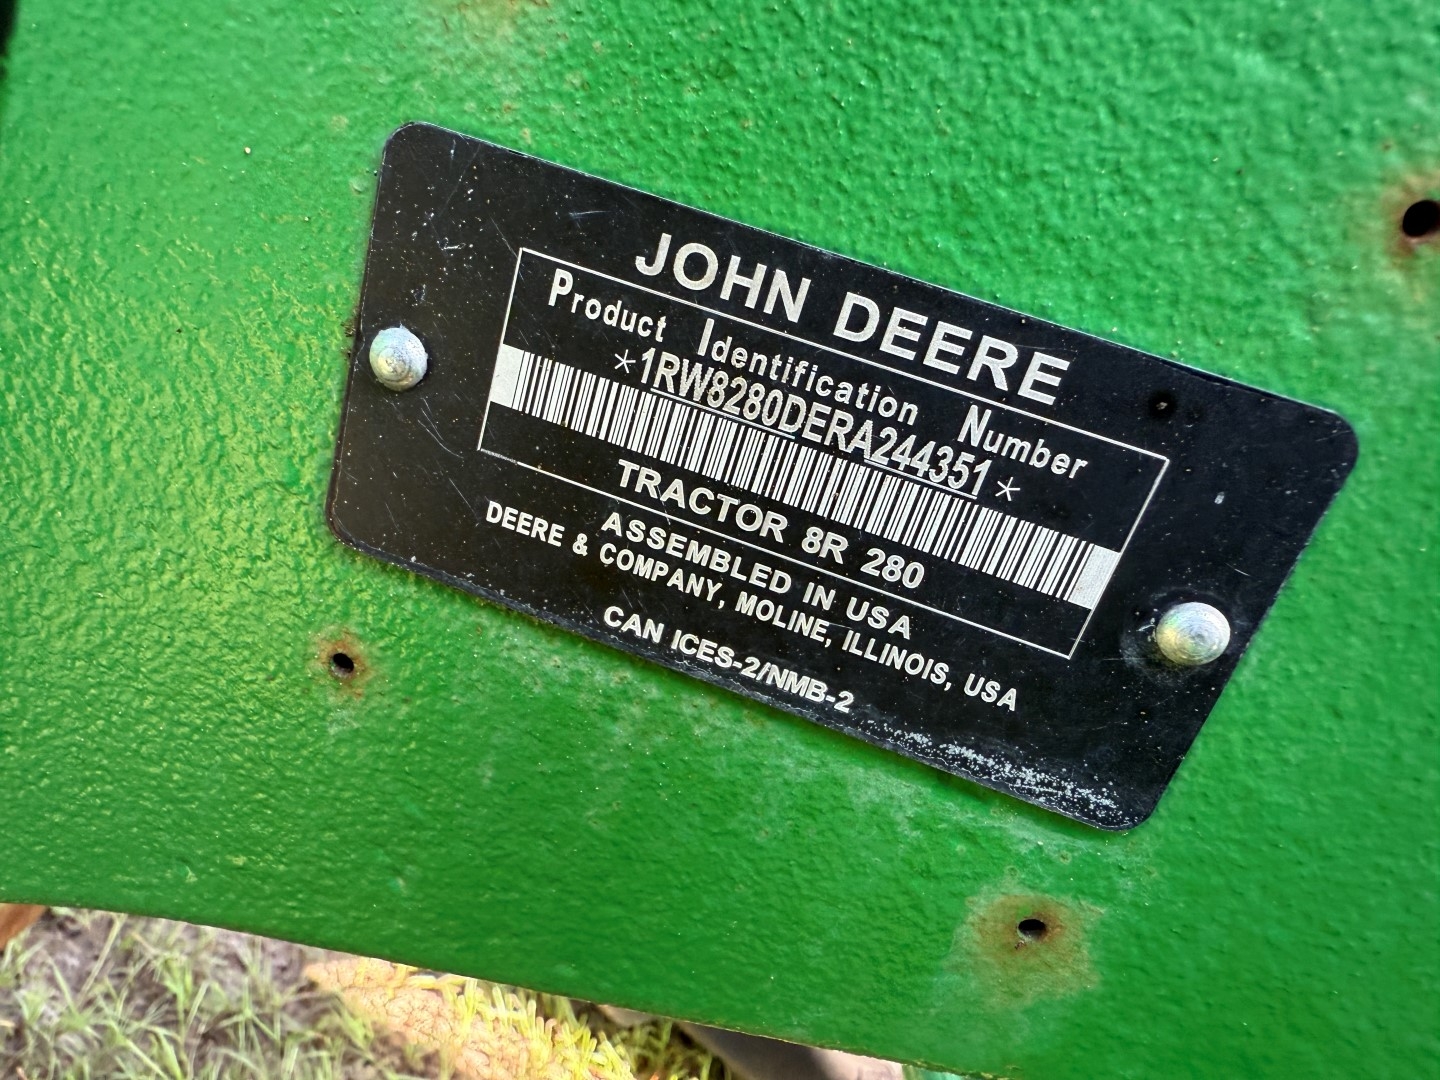 JOHN DEERE
Product Identification Number
*1RW8280DERA244351*
TRACTOR 8R 280
ASSEMBLED IN USA
DEERE & COMPANY, MOLINE, ILLINOIS, USA
CAN ICES-2/NMB-2